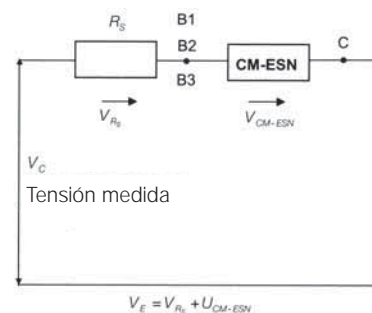 R_S B1
B2
B3
CM-ESN C
V_{R_S} V_{CM-ESN}
V_C
Tensión medida
V_E = V_{R_S} + U_{CM-ESN}